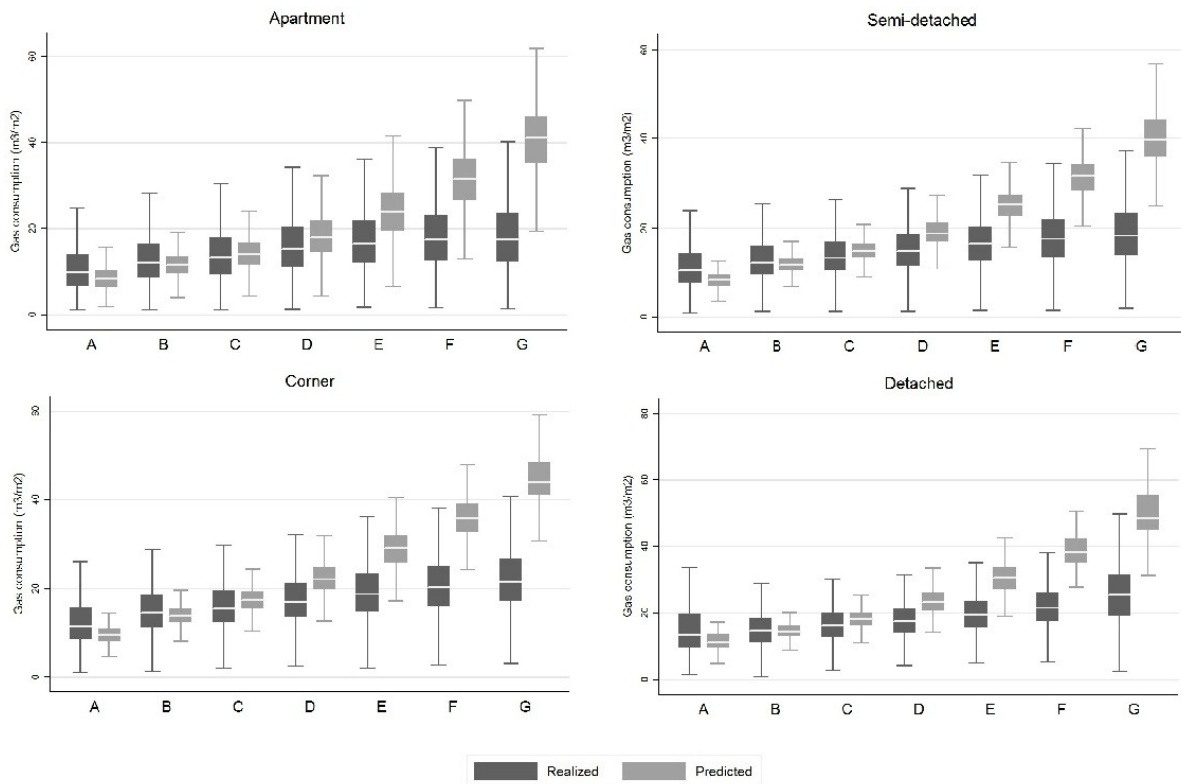 Apartment
Gas consumption (m3/m2)
60
40
20
0
A B C D E F G
Semi-detached
Gas consumption (m3/m2)
60
40
20
0
A B C D E F G
Corner
Gas consumption (m3/m2)
60
40
20
0
A B C D E F G
Detached
Gas consumption (m3/m2)
80
60
40
20
0
A B C D E F G
Realized Predicted